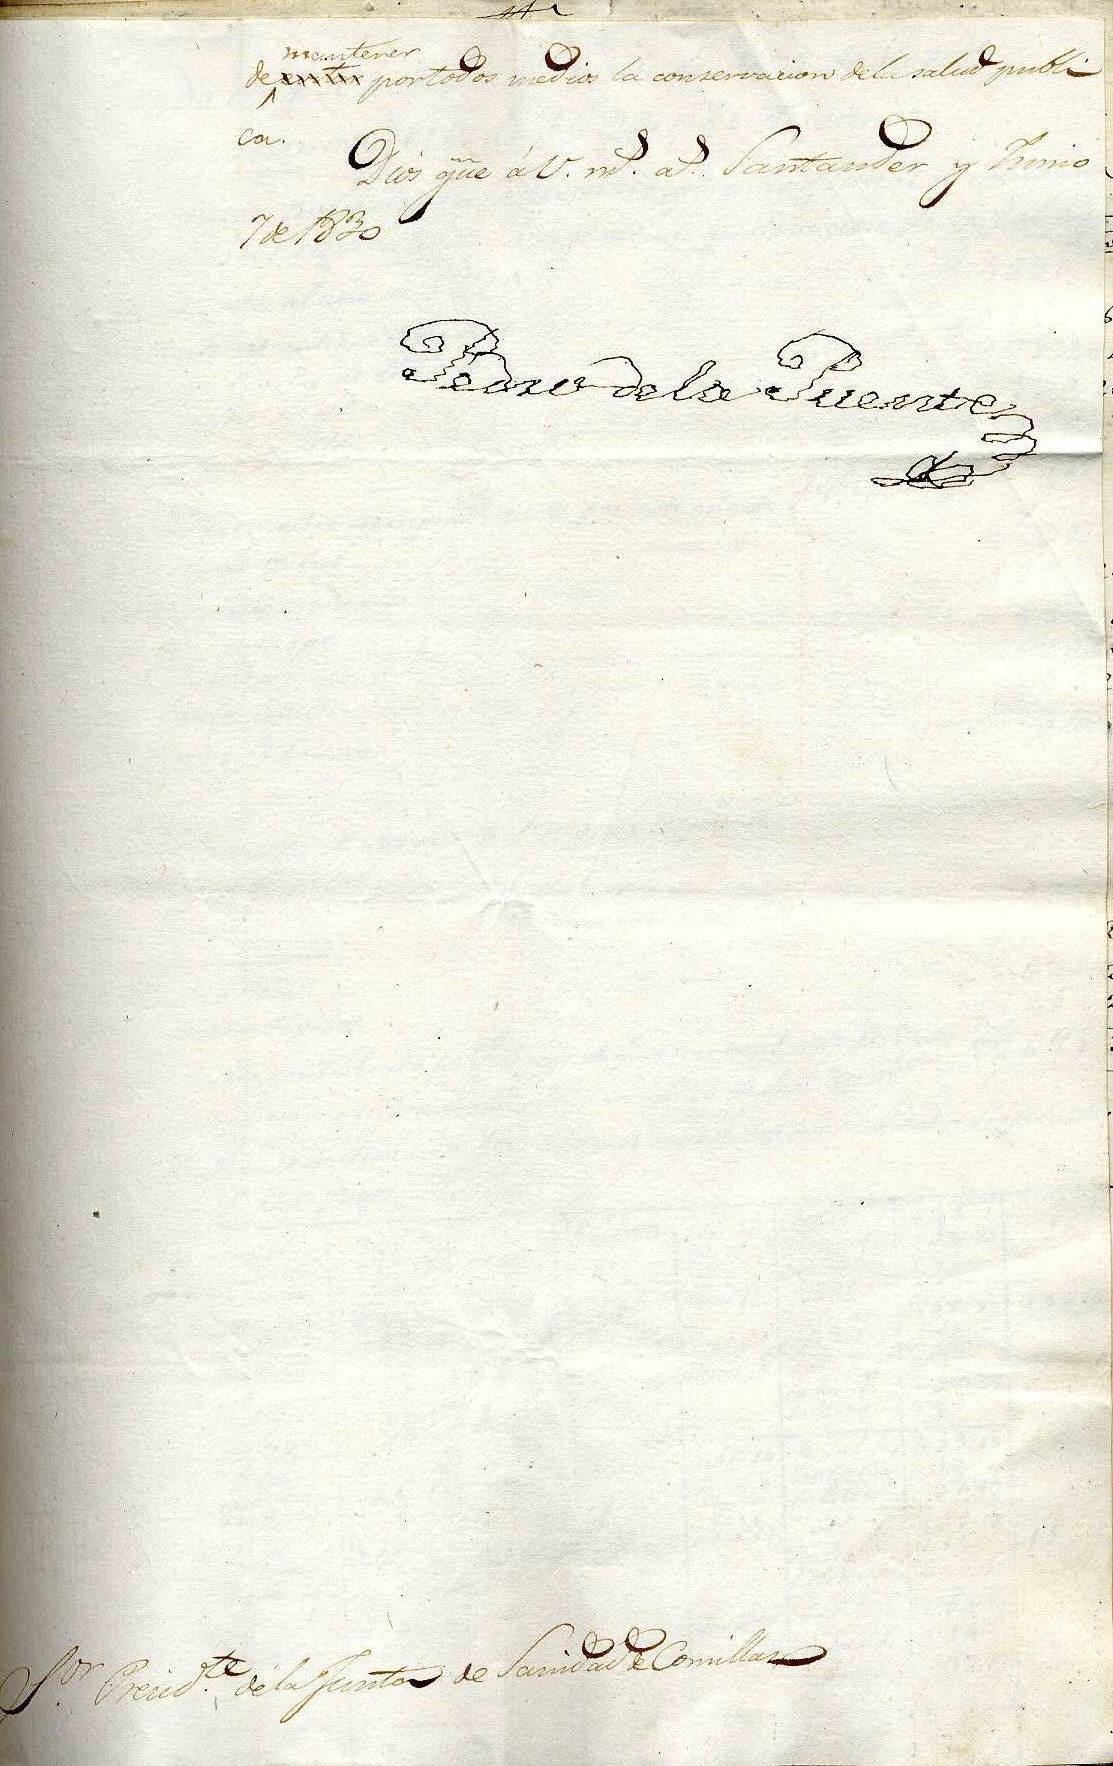 mantener
de por todos medios la conservacion de la salud publi
ca.
Dios gũe á V. ms. as. Santander y Junio
7 de 1830
Pedro de la Puente
Sor Presidte. de la Junta de Sanidad de Comillas